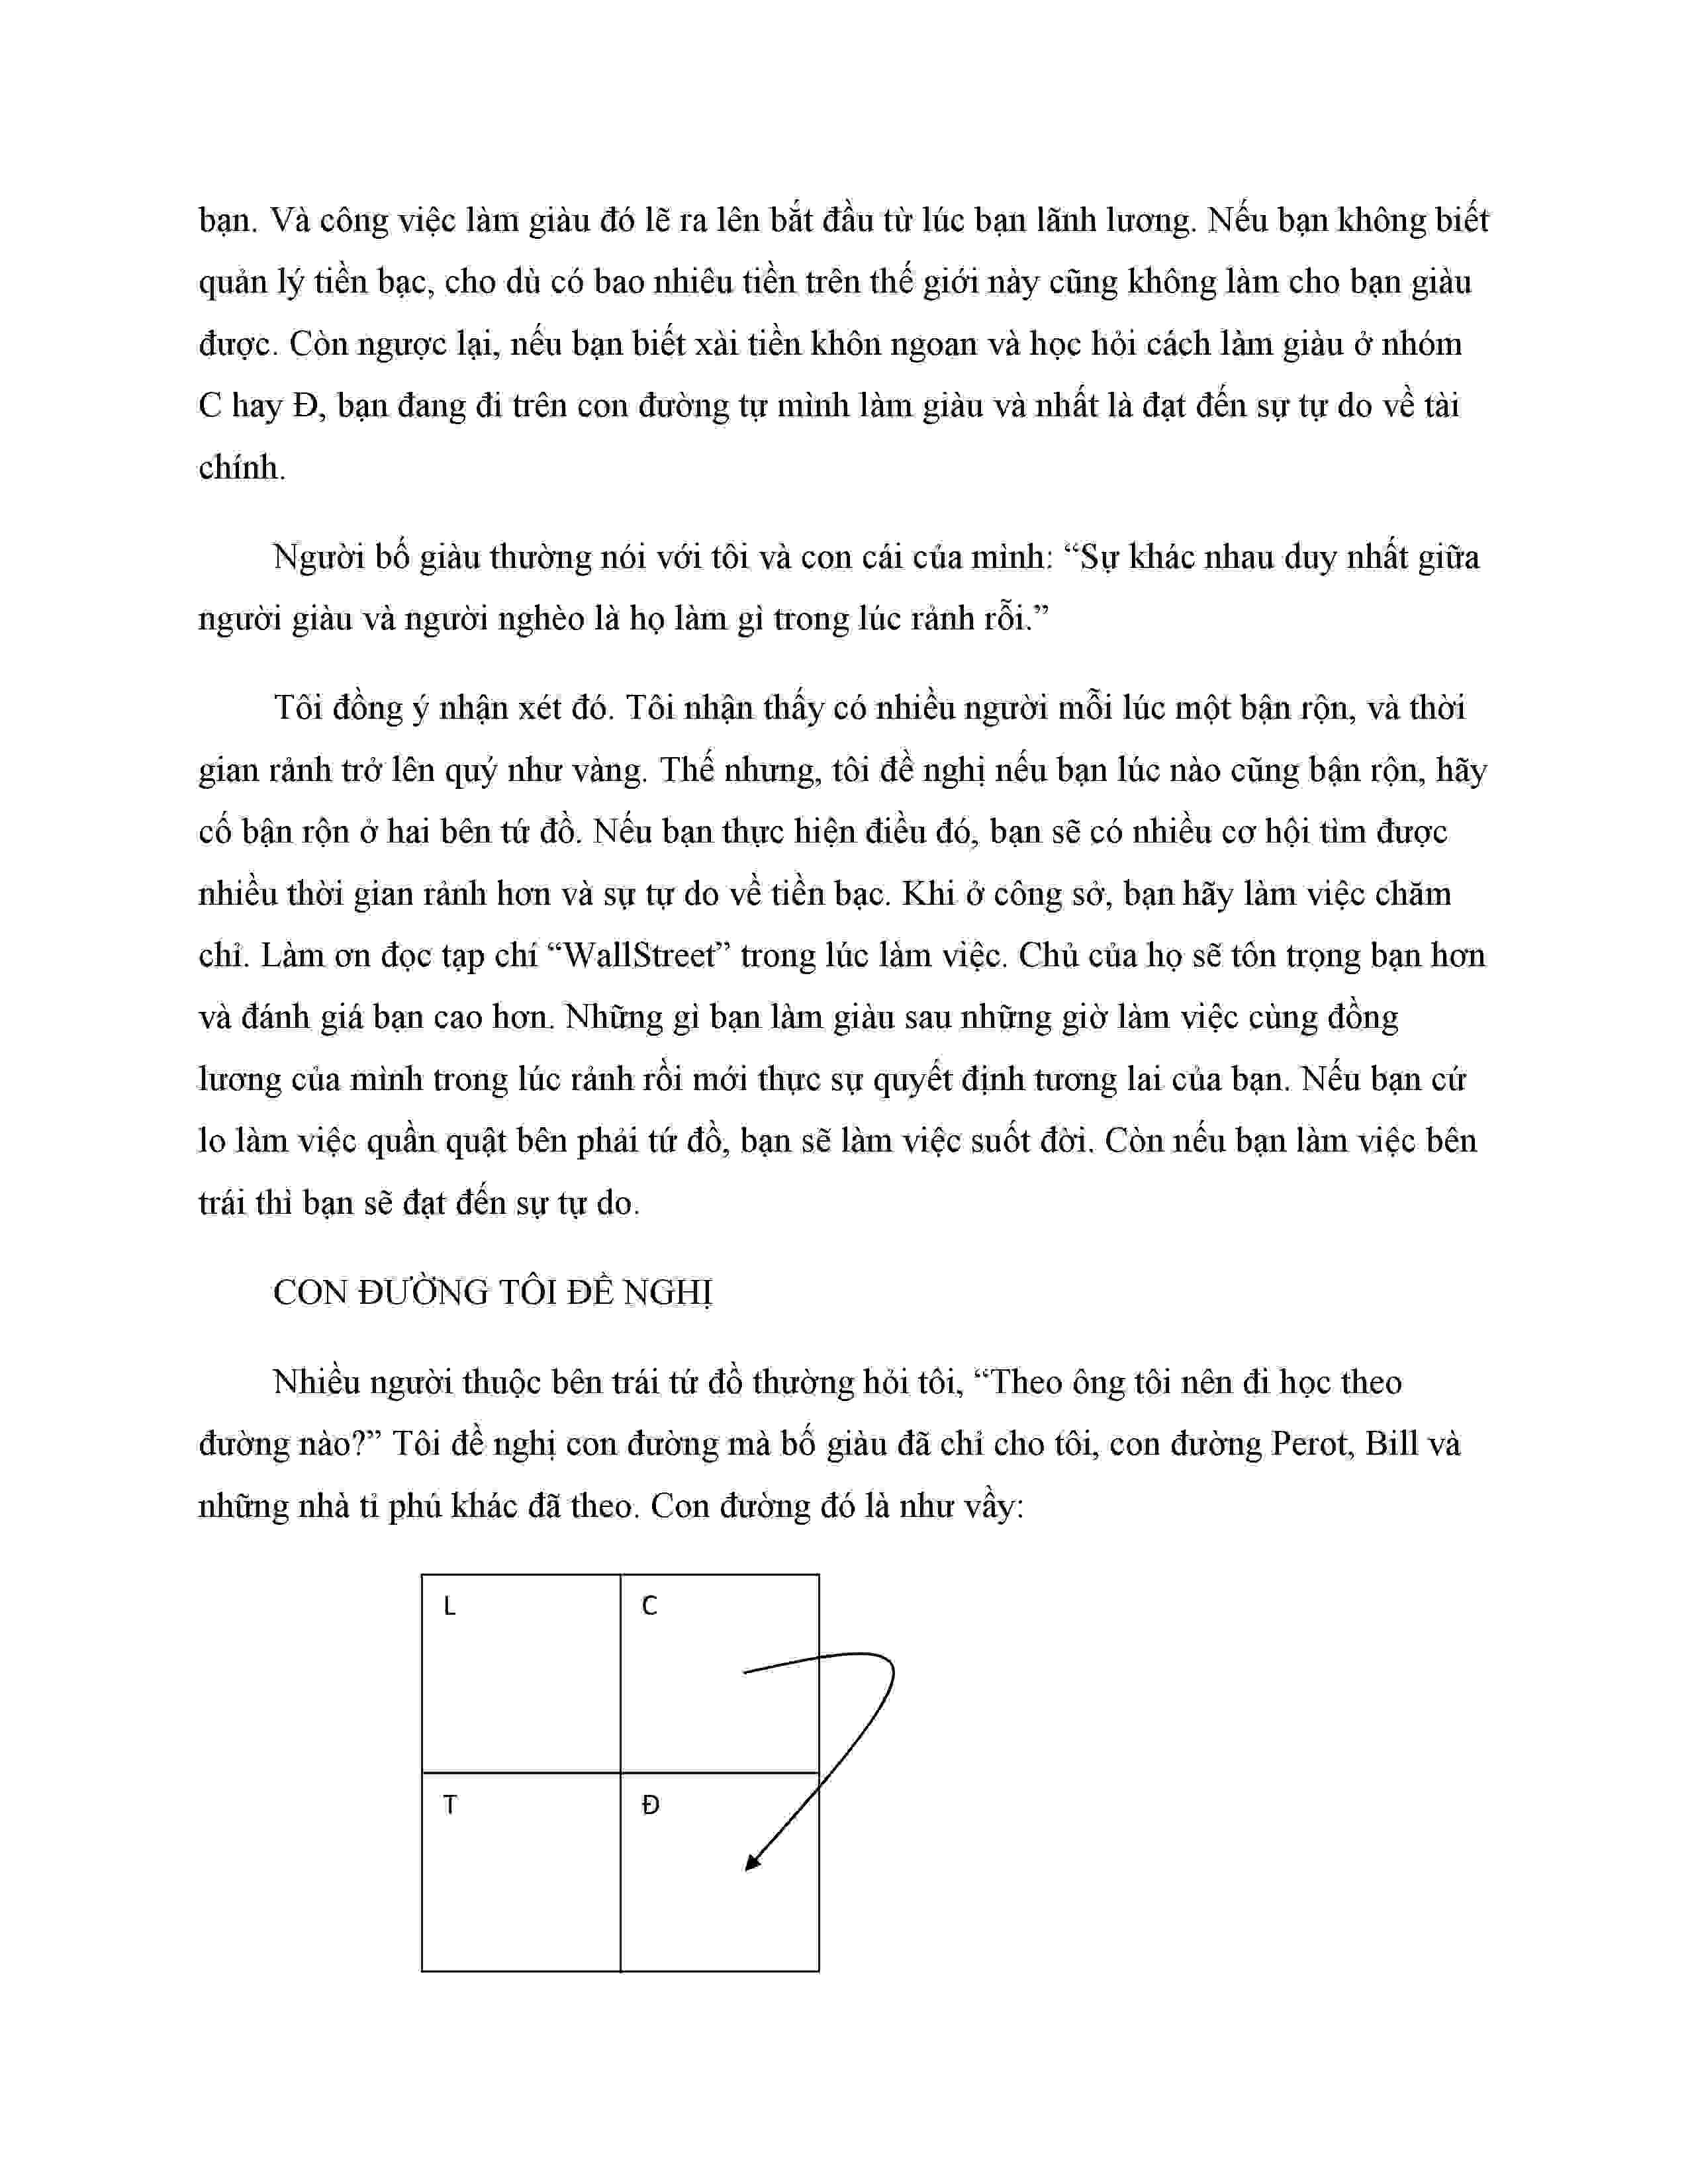 bạn. Và công việc làm giàu đó lẽ ra lên bắt đầu từ lúc bạn lãnh lương. Nếu bạn không biết
quản lý tiền bạc, cho dù có bao nhiêu tiền trên thế giới này cũng không làm cho bạn giàu
được. Còn ngược lại, nếu bạn biết xài tiền khôn ngoan và học hỏi cách làm giàu ở nhóm
C hay Đ, bạn đang đi trên con đường tự mình làm giàu và nhất là đạt đến sự tự do về tài
chính.
Người bố giàu thường nói với tôi và con cái của mình: “Sự khác nhau duy nhất giữa
người giàu và người nghèo là họ làm gì trong lúc rảnh rỗi.”
Tôi đồng ý nhận xét đó. Tôi nhận thấy có nhiều người mỗi lúc một bận rộn, và thời
gian rảnh trở lên quý như vàng. Thế nhưng, tôi đề nghị nếu bạn lúc nào cũng bận rộn, hãy
cố bận rộn ở hai bên tứ đồ. Nếu bạn thực hiện điều đó, bạn sẽ có nhiều cơ hội tìm được
nhiều thời gian rảnh hơn và sự tự do về tiền bạc. Khi ở công sở, bạn hãy làm việc chăm
chỉ. Làm ơn đọc tạp chí “WallStreet” trong lúc làm việc. Chủ của họ sẽ tôn trọng bạn hơn
và đánh giá bạn cao hơn. Những gì bạn làm giàu sau những giờ làm việc cùng đồng
lương của mình trong lúc rảnh rồi mới thực sự quyết định tương lai của bạn. Nếu bạn cứ
lo làm việc quần quật bên phải tứ đồ, bạn sẽ làm việc suốt đời. Còn nếu bạn làm việc bên
trái thì bạn sẽ đạt đến sự tự do.
CON ĐƯỜNG TÔI ĐỀ NGHỊ
Nhiều người thuộc bên trái tứ đồ thường hỏi tôi, “Theo ông tôi nên đi học theo
đường nào?” Tôi đề nghị con đường mà bố giàu đã chỉ cho tôi, con đường Perot, Bill và
những nhà tỉ phú khác đã theo. Con đường đó là như vầy:
L C
T Đ